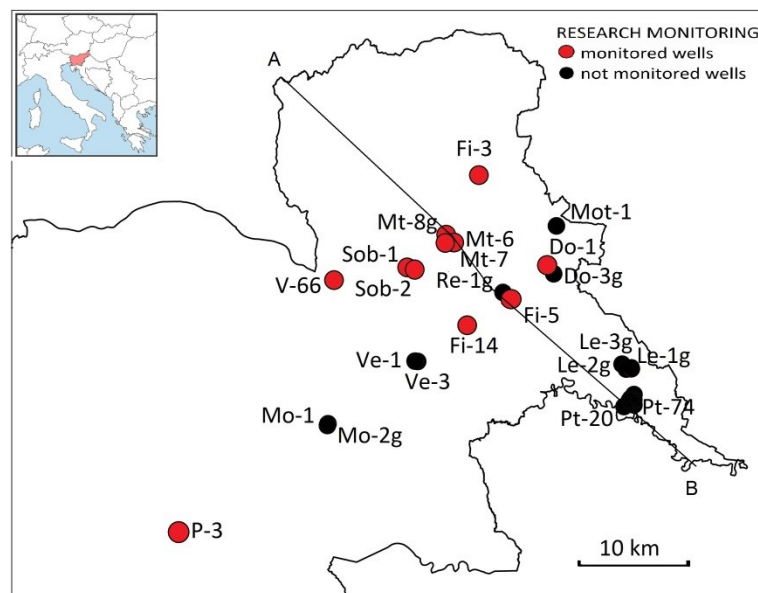 RESEARCH MONITORING
monitored wells
not monitored wells
A
Fi-3
Mot-1
Mt-8g
Mt-6
Do-1
Sob-1
Mt-7
V-66
Sob-2
Re-1g
Do-3g
Fi-5
Fi-14
Le-3g
Le-1g
Ve-1
Le-2g
Ve-3
Mo-1
Pt-20
Pt-74
Mo-2g
B
P-3
10 km